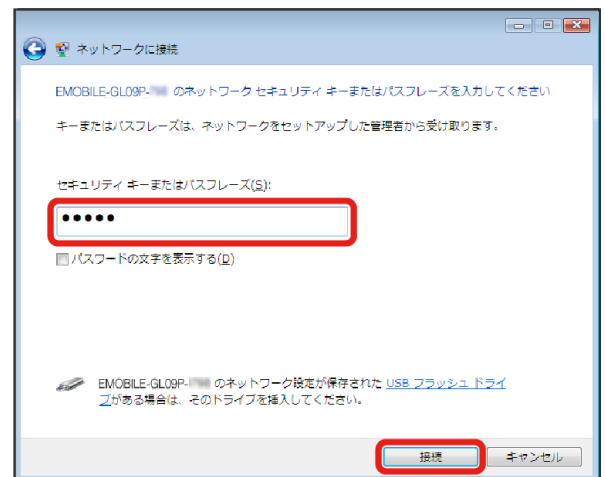 ネットワークに接続
EMOBILE-GL09P- のネットワーク セキュリティ キーまたはパスフレーズを入力してください
キーまたはパスフレーズは、ネットワークをセットアップした管理者から受け取ります。
セキュリティ キーまたはパスフレーズ(S):
●●●●●
パスワードの文字を表示する(D)
EMOBILE-GL09P- のネットワーク設定が保存された USB フラッシュ ドライ
ブがある場合は、そのドライブを挿入してください。
接続 キャンセル